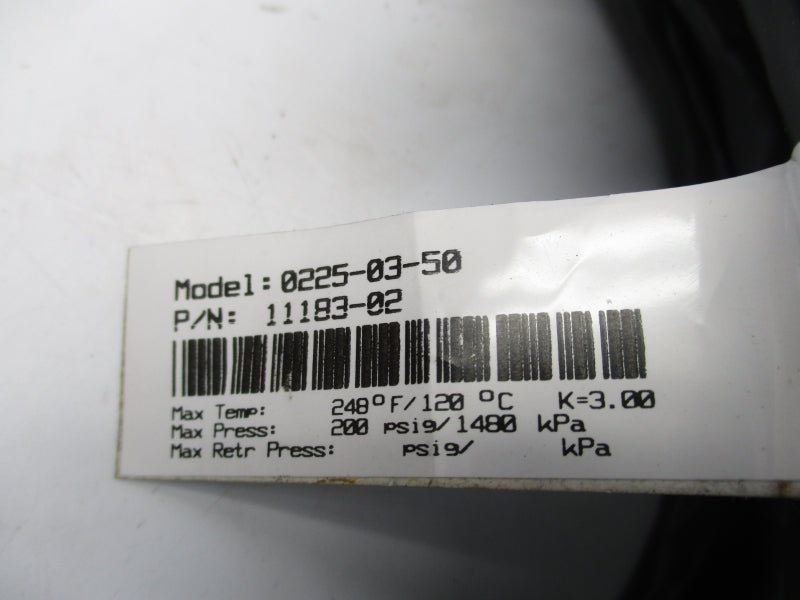 Model: 0225-03-50
P/N: 11183-02
Max Temp: 248°F/120 °C K=3.00
Max Press: 200 psig/1480 kPa
Max Retr Press: psig/ kPa